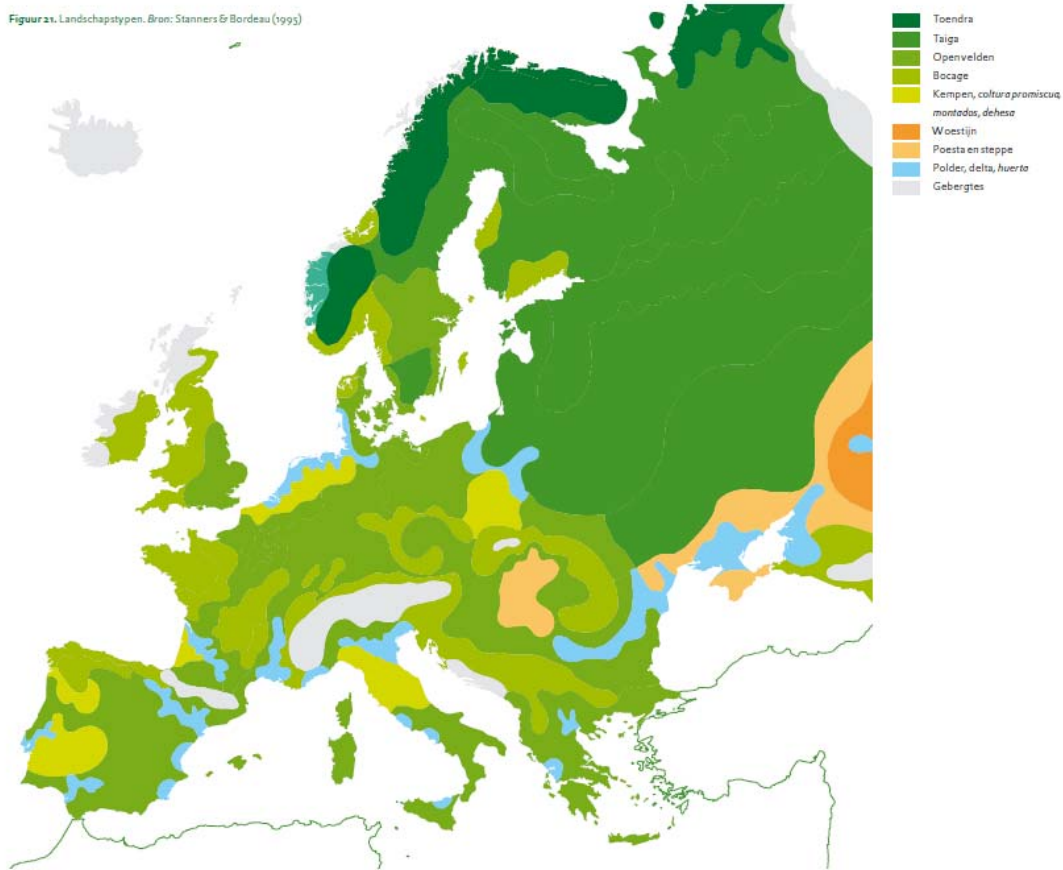 Figuur 21. Landschapstypen. Bron: Stanners & Bordeau (1995)
Toendra
Taiga
Openvelden
Bocage
Kempen, coltura promiscua,
montados, dehesa
Woestijn
Poesta en steppe
Polder, delta, huerta
Gebergtes